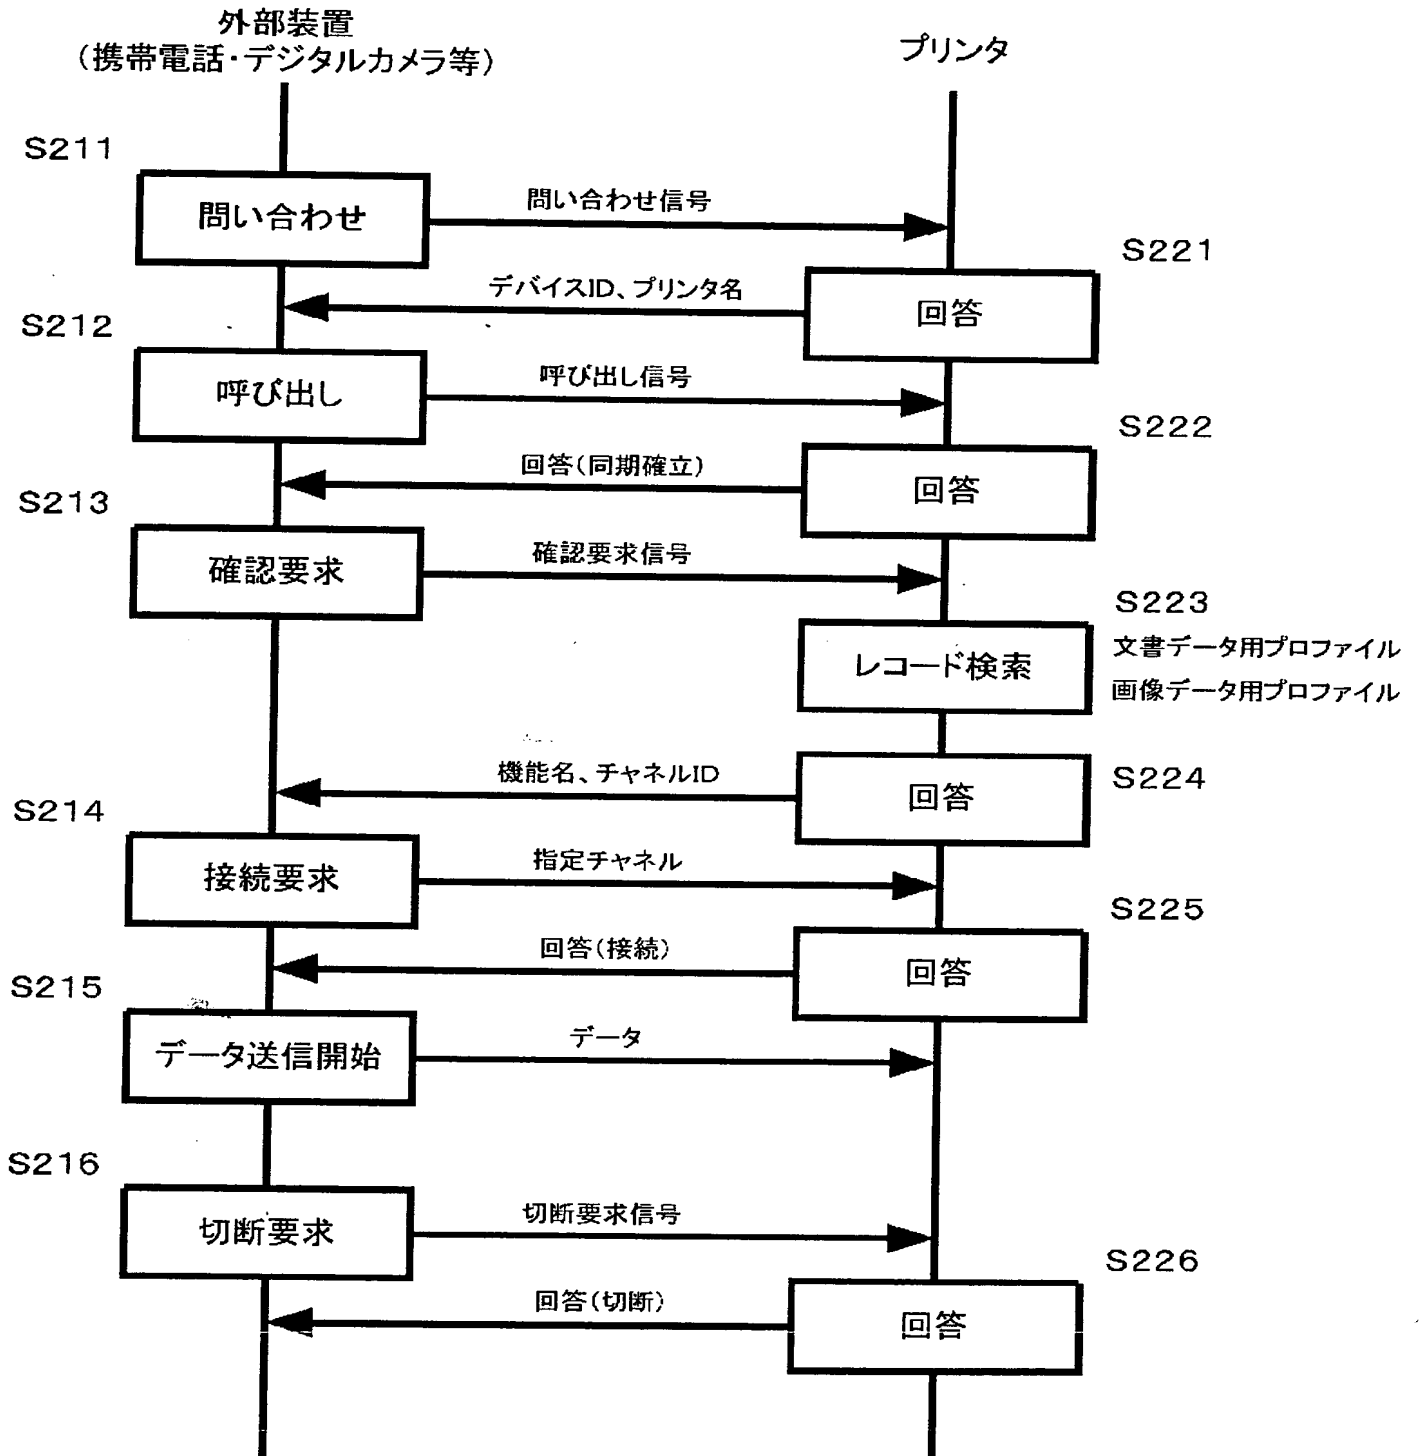 外部装置
(携帯電話・デジタルカメラ等)
プリンタ
S211
問い合わせ
問い合わせ信号
S221
デバイスID、プリンタ名
回答
S212
呼び出し
呼び出し信号
S222
回答(同期確立)
回答
S213
確認要求
確認要求信号
S223
レコード検索
文書データ用プロファイル
画像データ用プロファイル
機能名、チャネルID
回答
S224
S214
接続要求
指定チャネル
S225
回答(接続)
回答
S215
データ送信開始
データ
S216
切断要求
切断要求信号
S226
回答(切断)
回答